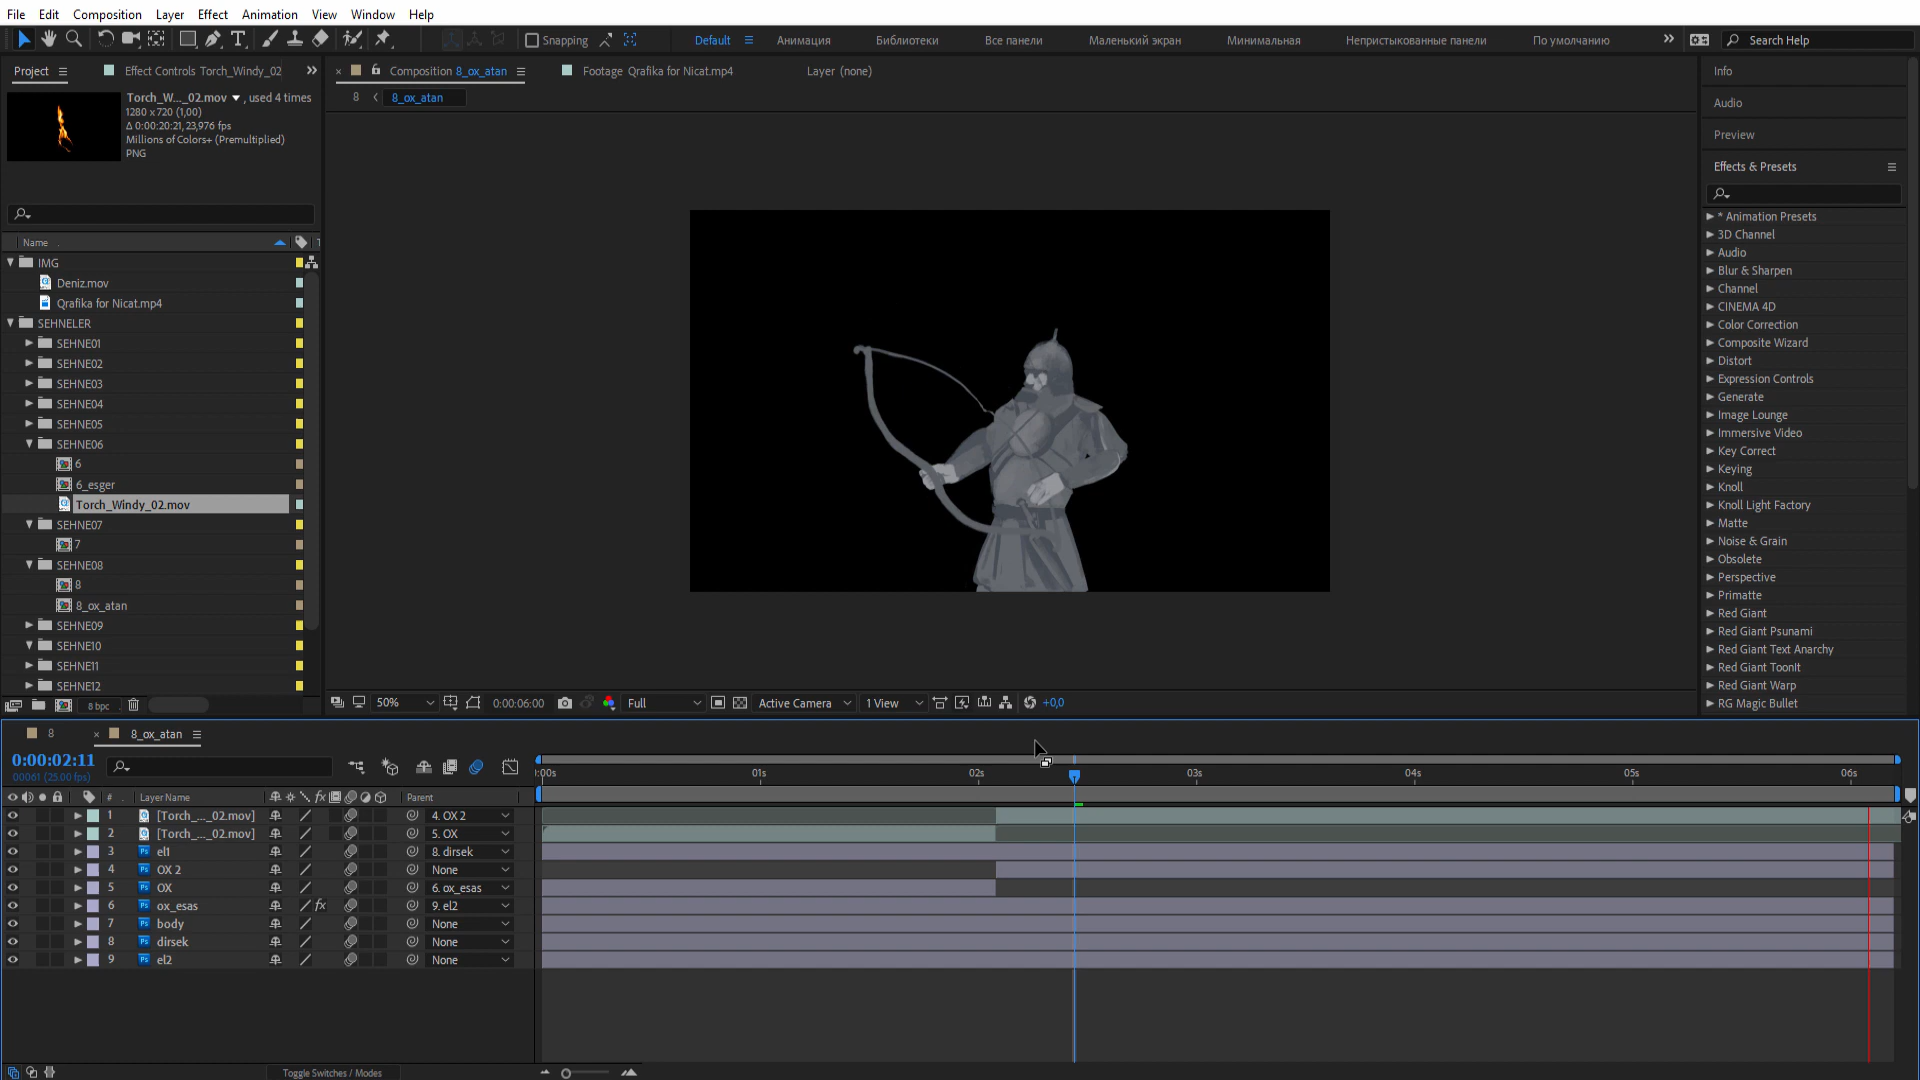 File Edit Composition Layer Effect Animation View Window Help
Snapping Default Анимация Библиотеки Все панели Маленький экран Минимальная Непристыкованные панели По умолчанию Search Help
Project Effect Controls Torch_Windy_02
Composition 8_ox_atan Footage Qrafika for Nicat.mp4 Layer (none)
8 8_ox_atan
Torch_W..._02.mov , used 4 times
1280 x 720 (1,00)
Δ 0:00:20:21, 23,976 fps
Millions of Colors+ (Premultiplied)
PNG
Name
IMG
Deniz.mov
Qrafika for Nicat.mp4
SEHNELER
SEHNE01
SEHNE02
SEHNE03
SEHNE04
SEHNE05
SEHNE06
6
6_esger
Torch_Windy_02.mov
SEHNE07
7
SEHNE08
8
8_ox_atan
SEHNE09
SEHNE10
SEHNE11
SEHNE12
8 bpc
50% 0:00:06:00 Full Active Camera 1 View +0,0
Info
Audio
Preview
Effects & Presets
* Animation Presets
3D Channel
Audio
Blur & Sharpen
Channel
CINEMA 4D
Color Correction
Composite Wizard
Distort
Expression Controls
Generate
Image Lounge
Immersive Video
Key Correct
Keying
Knoll
Knoll Light Factory
Matte
Noise & Grain
Obsolete
Perspective
Primatte
Red Giant
Red Giant Psunami
Red Giant Text Anarchy
Red Giant ToonIt
Red Giant Warp
RG Magic Bullet
8 8_ox_atan
0:00:02:11
00061 (25.00 fps)
:00s 01s 02s 03s 04s 05s 06s
# Layer Name fx Parent
1 [Torch_..._02.mov] 4. OX 2
2 [Torch_..._02.mov] 5. OX
3 el1 8. dirsek
4 OX 2 None
5 OX 6. ox_esas
6 ox_esas fx 9. el2
7 body None
8 dirsek None
9 el2 None
Toggle Switches / Modes